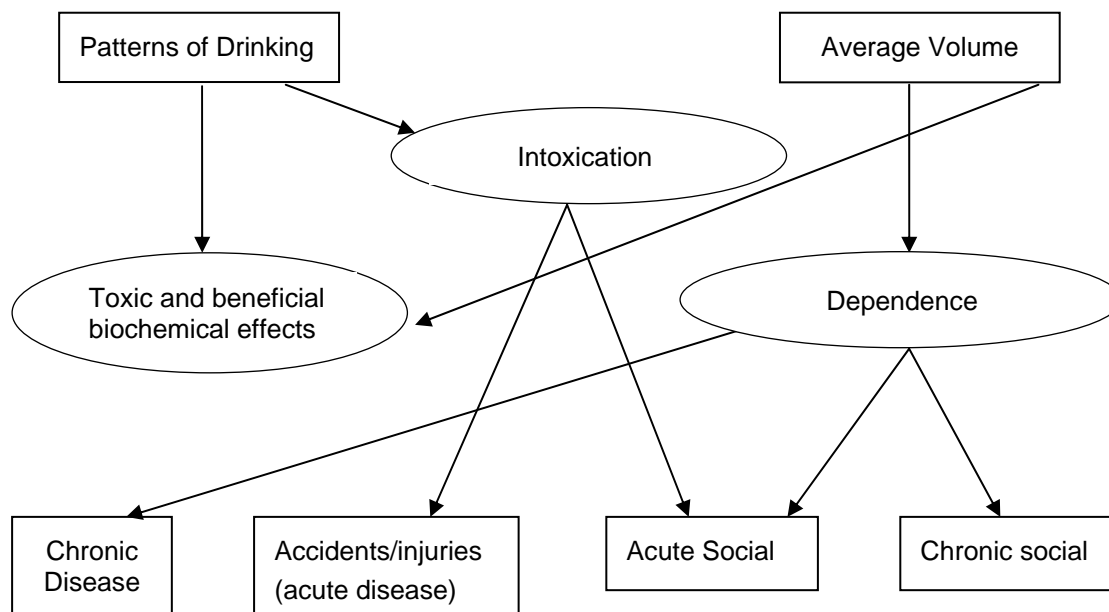 Patterns of Drinking
Average Volume
Intoxication
Toxic and beneficial
biochemical effects
Dependence
Chronic
Disease
Accidents/injuries
(acute disease)
Acute Social
Chronic social